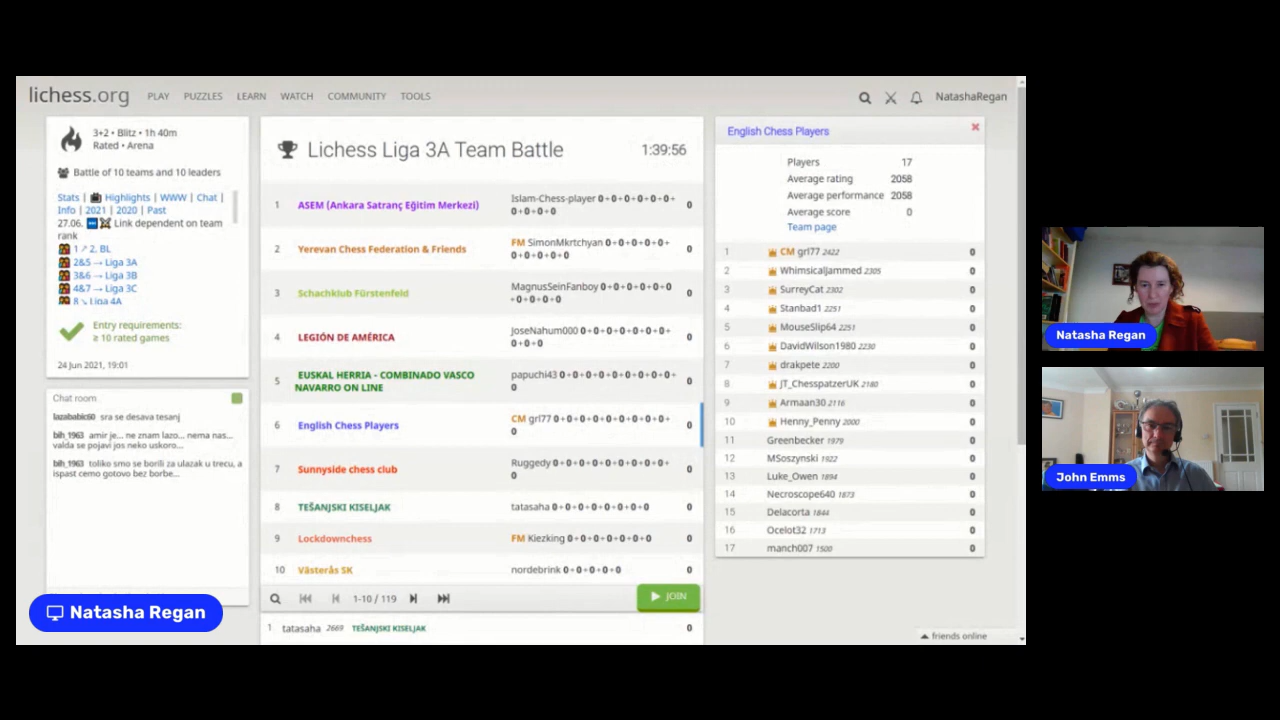 lichess.org PLAY PUZZLES LEARN WATCH COMMUNITY TOOLS NatashaRegan
3+2 • Blitz • 1h 40m
Rated • Arena
Battle of 10 teams and 10 leaders
Stats | Highlights | WWW | Chat |
Info | 2021 | 2020 | Past
27.06. Link dependent on team
rank
1 ↗ 2. BL
2&5 → Liga 3A
3&6 → Liga 3B
4&7 → Liga 3C
8 ↘ Liga 4A
Entry requirements:
≥ 10 rated games
24 Jun 2021, 19:01
Chat room
lazababic60 sra se desava tesanj
bih_1963 amir je... ne znam lazo... nema nas...
valda se pojavi jos neko uskoro...
bih_1963 toliko smo se borili za ulazak u trecu, a
ispast cemo gotovo bez borbe...
Natasha Regan
Lichess Liga 3A Team Battle 1:39:56
1 ASEM (Ankara Satranç Eğitim Merkezi) Islam-Chess-player 0+0+0+0+0+0+
0+0+0+0 0
2 Yerevan Chess Federation & Friends FM SimonMkrtchyan 0+0+0+0+0+
0+0+0+0+0 0
3 Schachklub Fürstenfeld MagnusSeinFanboy 0+0+0+0+0+0
+0+0+0+0 0
4 LEGIÓN DE AMÉRICA JoseNahum000 0+0+0+0+0+0+0+
0+0+0 0
5 EUSKAL HERRIA - COMBINADO VASCO
NAVARRO ON LINE papuchi43 0+0+0+0+0+0+0+0+0+
0 0
6 English Chess Players CM grl77 0+0+0+0+0+0+0+0+0+
0 0
7 Sunnyside chess club Ruggedy 0+0+0+0+0+0+0+0+0+
0 0
8 TEŠANJSKI KISELJAK tatasaha 0+0+0+0+0+0+0+0 0
9 Lockdownchess FM Kiezking 0+0+0+0+0+0+0 0
10 Västerås SK nordebrink 0+0+0+0+0 0
1-10 / 119 JOIN
1 tatasaha 2669 TEŠANJSKI KISELJAK 0
English Chess Players
Players 17
Average rating 2058
Average performance 2058
Average score 0
Team page
1 CM grl77 2422 0
2 WhimsicalJammed 2305 0
3 SurreyCat 2302 0
4 Stanbad1 2251 0
5 MouseSlip64 2251 0
6 DavidWilson1980 2230 0
7 drakpete 2200 0
8 JT_ChesspatzerUK 2180 0
9 Armaan30 2116 0
10 Henny_Penny 2000 0
11 Greenbecker 1979 0
12 MSoszynski 1922 0
13 Luke_Owen 1894 0
14 Necroscope640 1873 0
15 Delacorta 1844 0
16 Ocelot32 1713 0
17 manch007 1500 0
friends online
Natasha Regan
John Emms